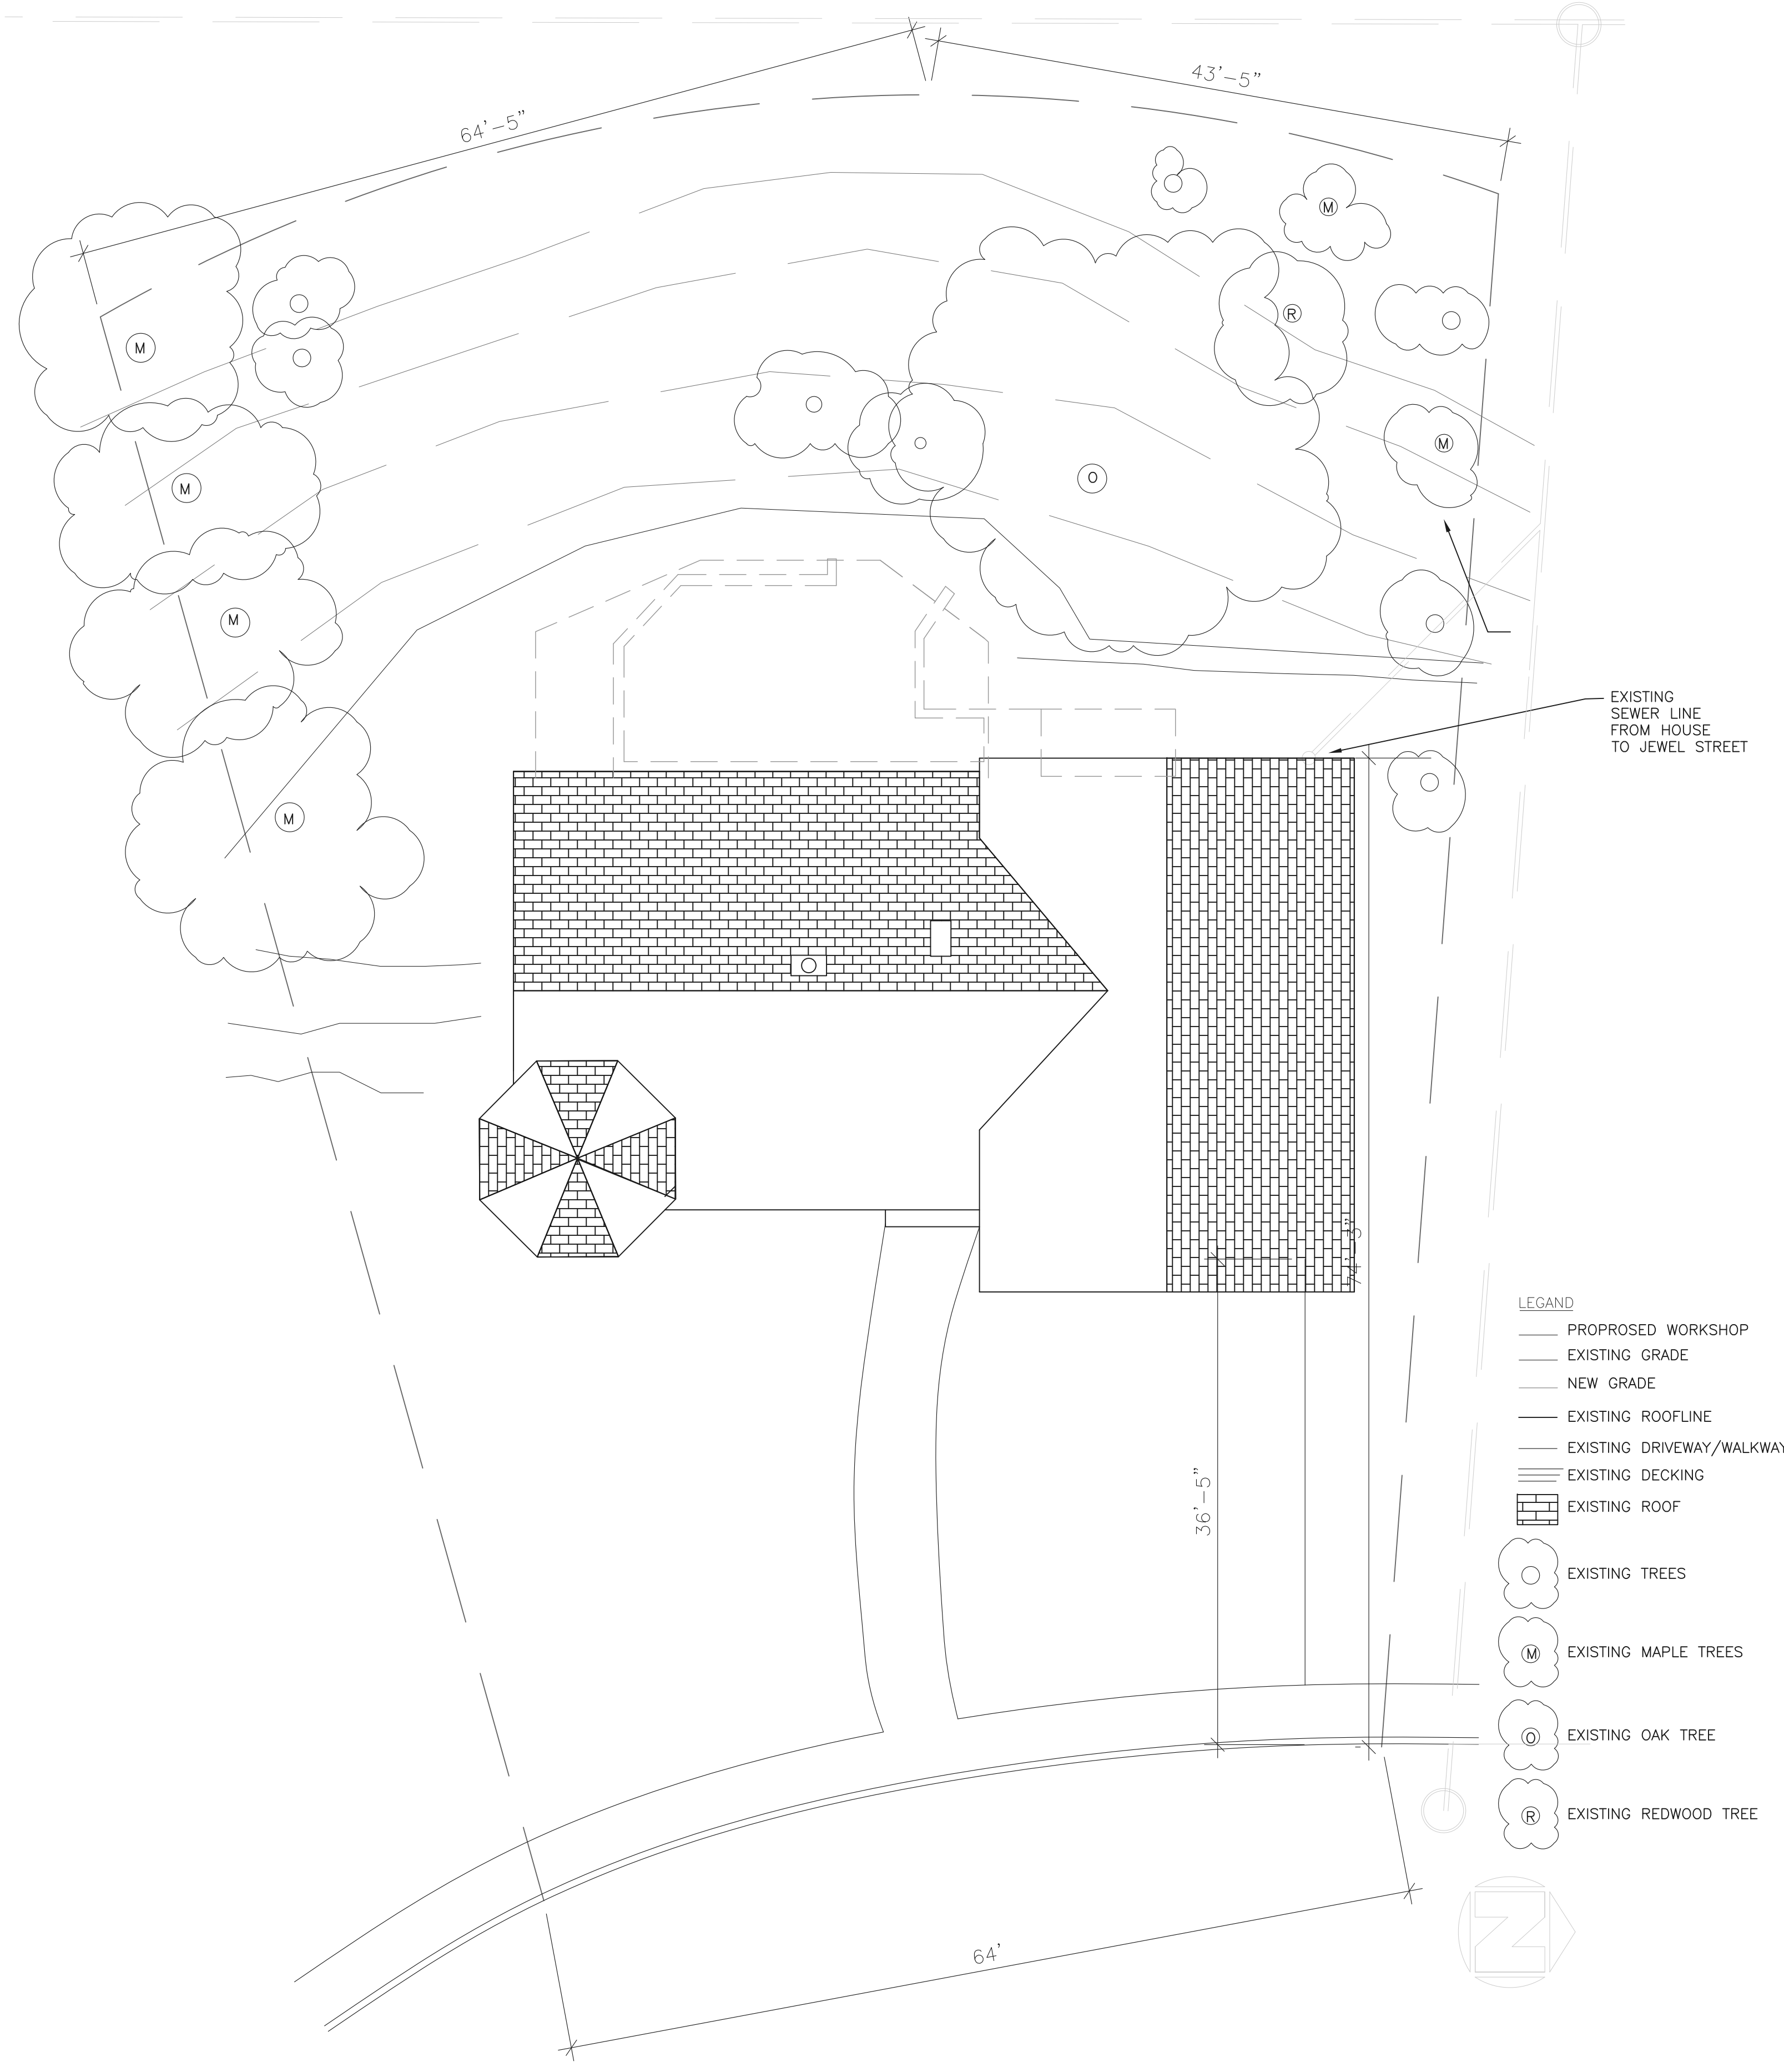 43'-5"
64'-5"
M
R
M
M
M
O
M
M
EXISTING
SEWER LINE
FROM HOUSE
TO JEWEL STREET
M
72'-3"
LEGAND
PROPROSED WORKSHOP
EXISTING GRADE
NEW GRADE
EXISTING ROOFLINE
EXISTING DRIVEWAY/WALKWAY
36'-5"
EXISTING DECKING
EXISTING ROOF
EXISTING TREES
M EXISTING MAPLE TREES
O EXISTING OAK TREE
R EXISTING REDWOOD TREE
N
64'